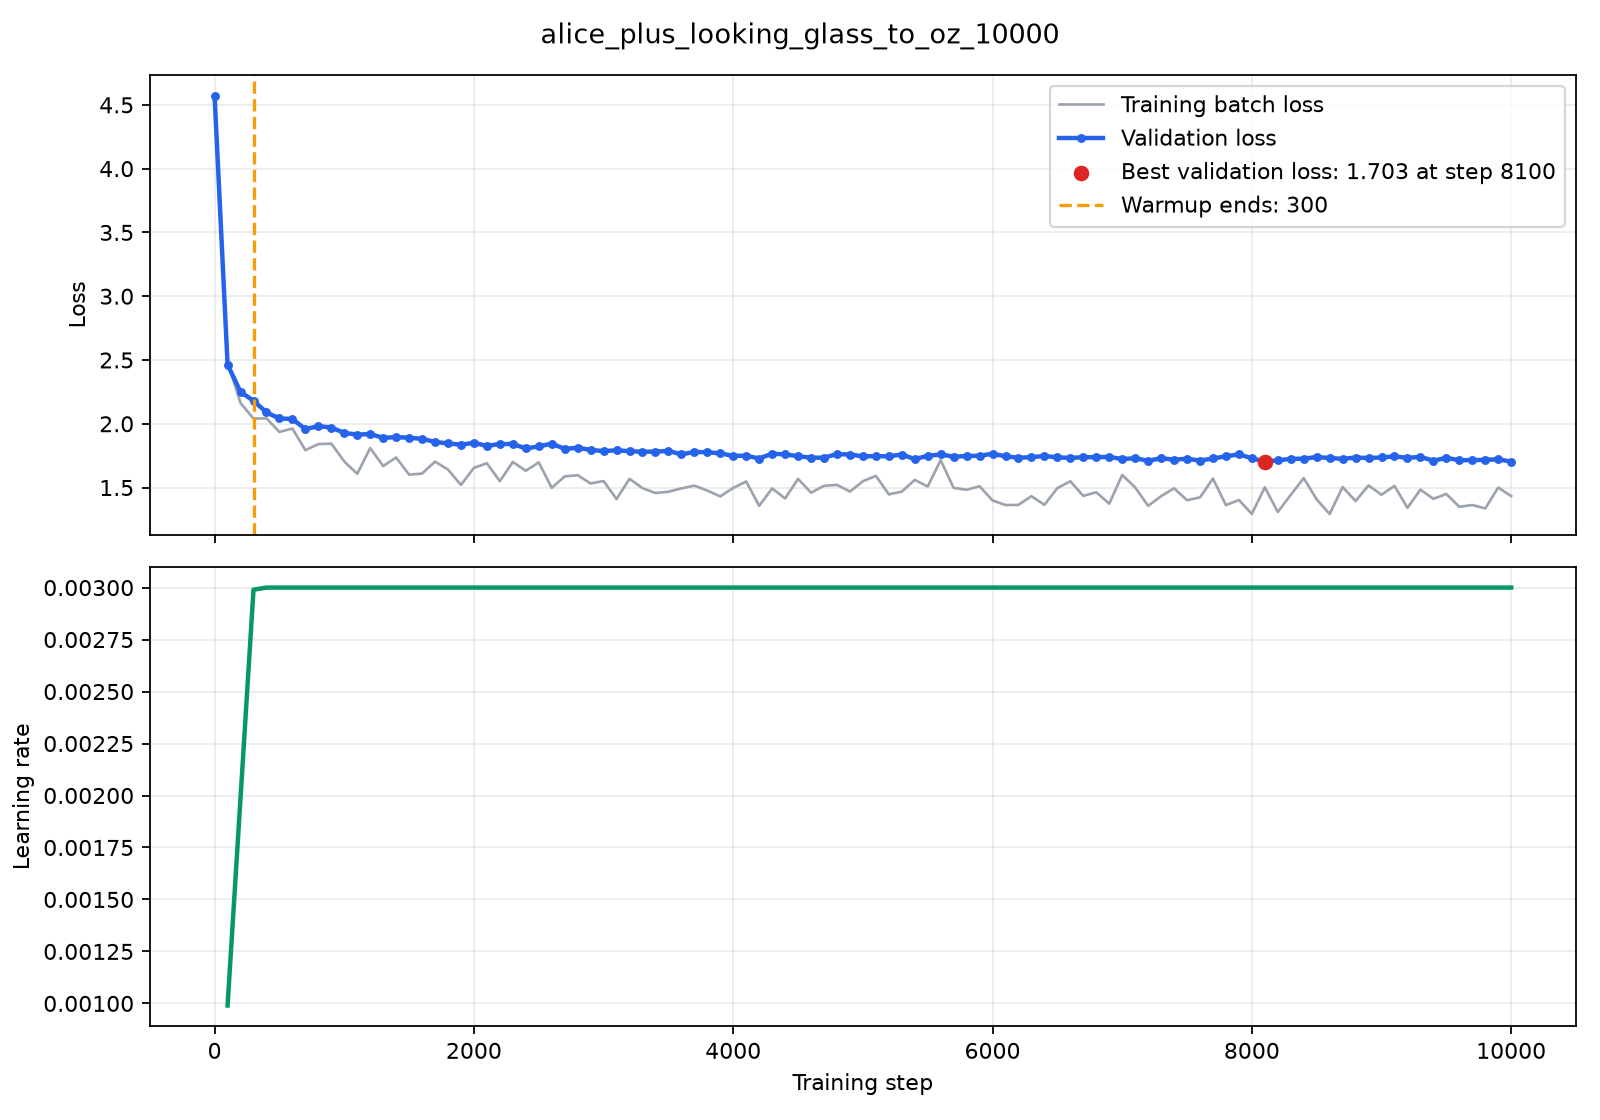 alice_plus_looking_glass_to_oz_10000
Training batch loss
Validation loss
Best validation loss: 1.703 at step 8100
Warmup ends: 300
Loss
4.5
4.0
3.5
3.0
2.5
2.0
1.5
Learning rate
0.00300
0.00275
0.00250
0.00225
0.00200
0.00175
0.00150
0.00125
0.00100
0 2000 4000 6000 8000 10000
Training step